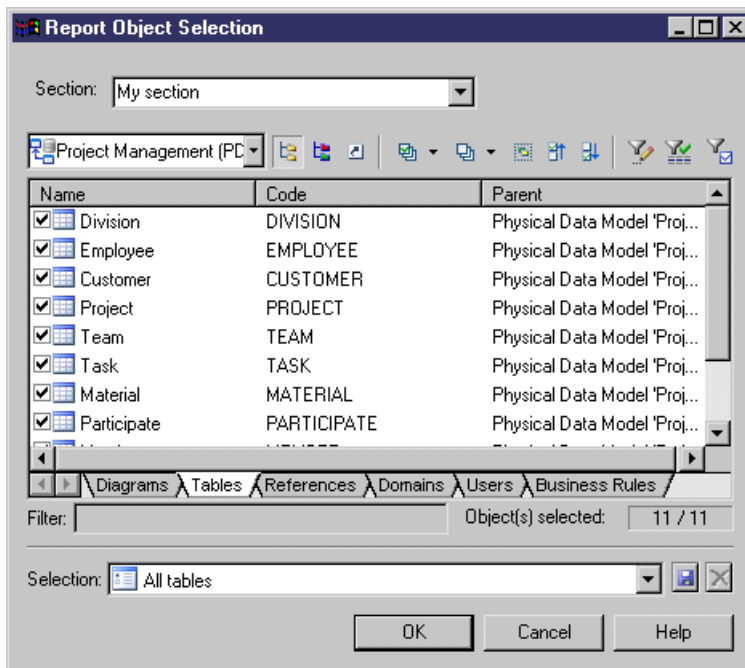 Report Object Selection
Section: My section
Project Management (PD
Name Code Parent
Division DIVISION Physical Data Model 'Proj...
Employee EMPLOYEE Physical Data Model 'Proj...
Customer CUSTOMER Physical Data Model 'Proj...
Project PROJECT Physical Data Model 'Proj...
Team TEAM Physical Data Model 'Proj...
Task TASK Physical Data Model 'Proj...
Material MATERIAL Physical Data Model 'Proj...
Participate PARTICIPATE Physical Data Model 'Proj...
Diagrams Tables References Domains Users Business Rules
Filter: Object(s) selected: 11 / 11
Selection: All tables
OK Cancel Help